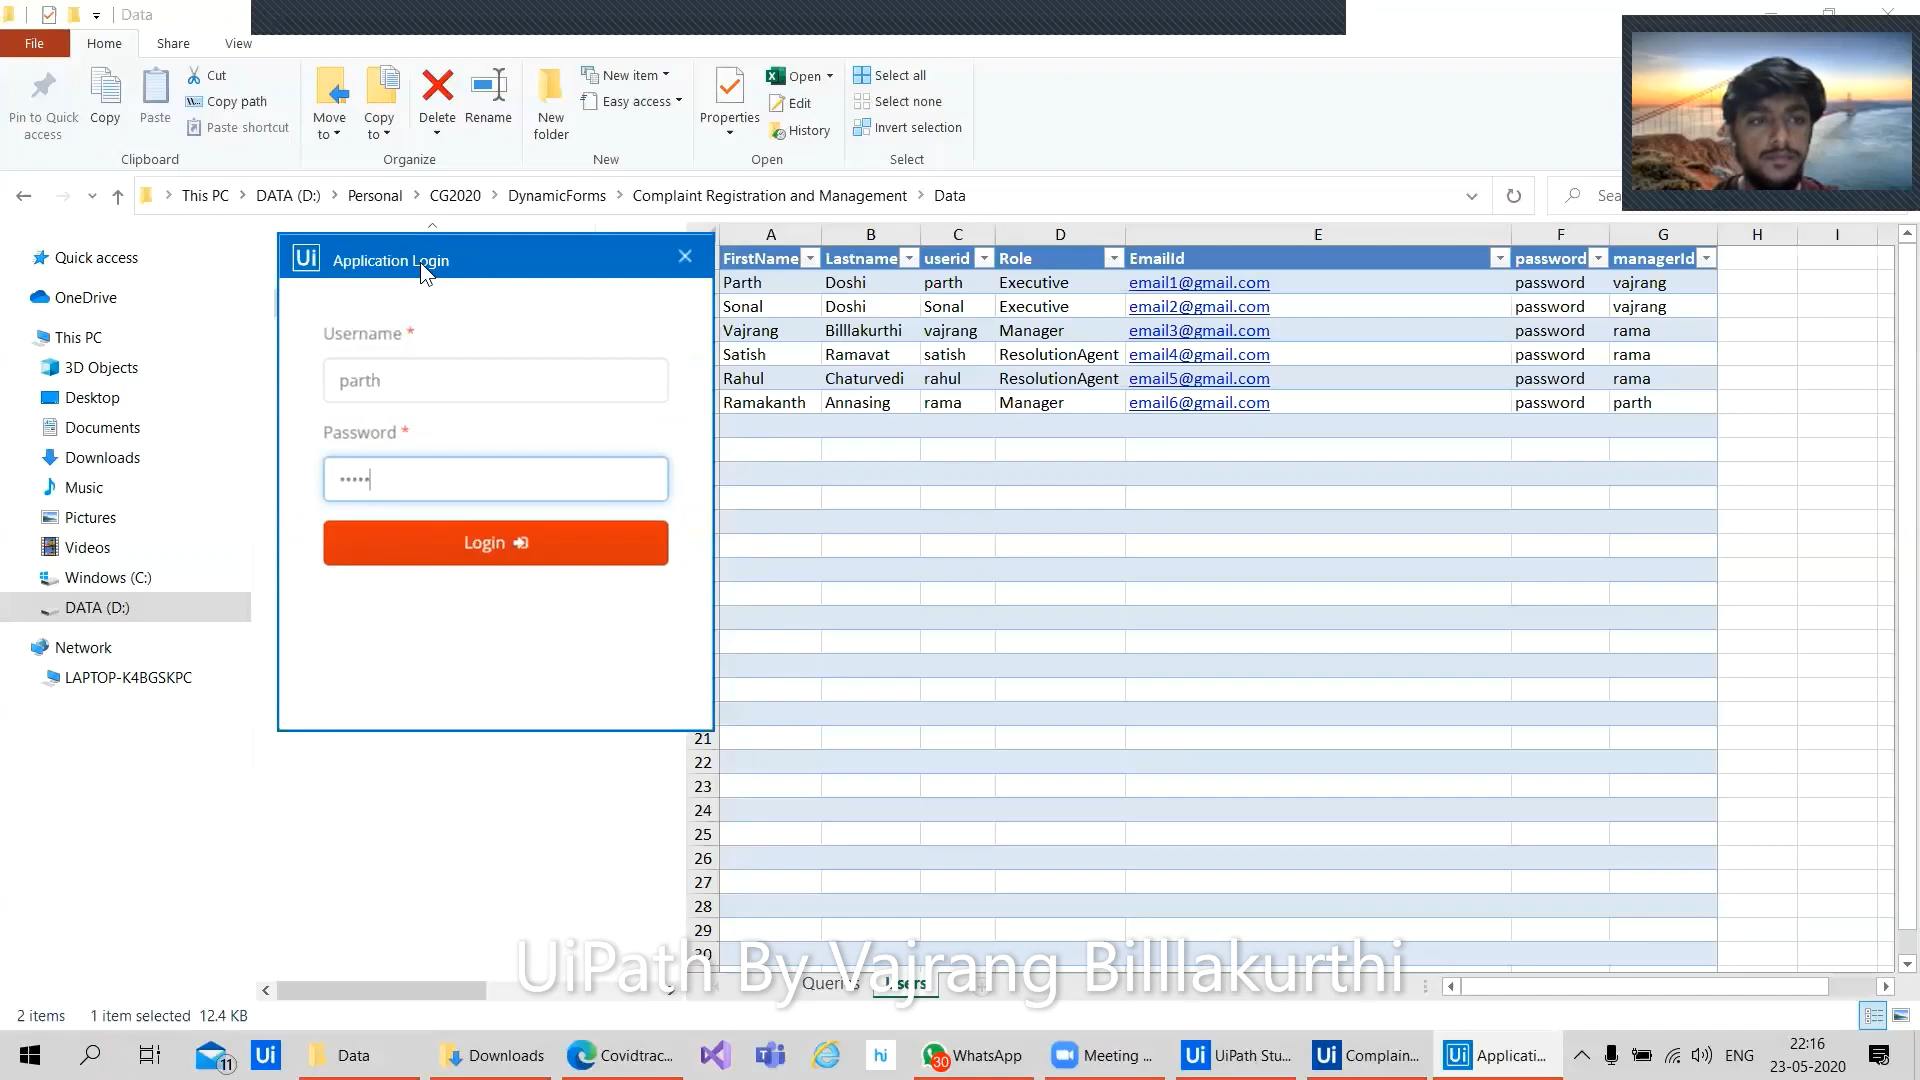 Data
File Home Share View
Pin to Quick access
Copy
Paste
Cut
Copy path
Paste shortcut
Clipboard
Move to
Copy to
Delete
Rename
Organize
New folder
New item
Easy access
New
Properties
Open
Edit
History
Open
Select all
Select none
Invert selection
Select
This PC DATA (D:) Personal CG2020 DynamicForms Complaint Registration and Management Data
Sea
Quick access
OneDrive
This PC
3D Objects
Desktop
Documents
Downloads
Music
Pictures
Videos
Windows (C:)
DATA (D:)
Network
LAPTOP-K4BGSKPC
Ui Application Login
Username *
parth
Password *
•••••
Login
A B C D E F G H I
FirstName Lastname userid Role EmailId password managerId
Parth Doshi parth Executive email1@gmail.com password vajrang
Sonal Doshi Sonal Executive email2@gmail.com password vajrang
Vajrang Billlakurthi vajrang Manager email3@gmail.com password rama
Satish Ramavat satish ResolutionAgent email4@gmail.com password rama
Rahul Chaturvedi rahul ResolutionAgent email5@gmail.com password rama
Ramakanth Annasing rama Manager email6@gmail.com password parth
21
22
23
24
25
26
27
28
29
UiPath By Vajrang Billlakurthi
2 items 1 item selected 12.4 KB
11 Ui Data Downloads Covidtrac... hi 30 WhatsApp Meeting ... Ui UiPath Stu... Ui Complain... Ui Applicati... ENG
22:16
23-05-2020